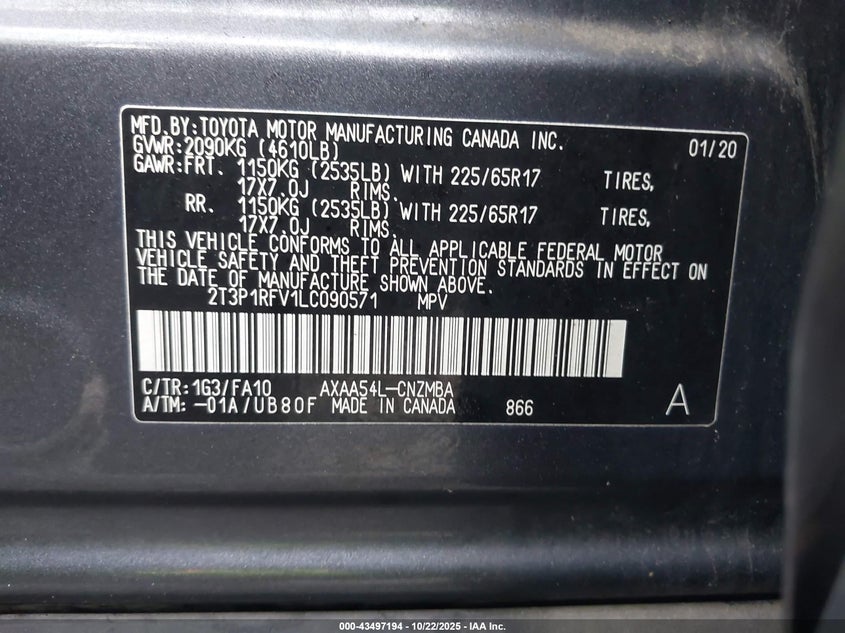 MFD.BY:TOYOTA MOTOR MANUFACTURING CANADA INC. 01/20
GVWR:2090KG (4610LB)
GAWR:FRT. 1150KG (2535LB) WITH 225/65R17 TIRES,
17X7.0J RIMS.
RR. 1150KG (2535LB) WITH 225/65R17 TIRES,
17X7.0J RIMS.
THIS VEHICLE CONFORMS TO ALL APPLICABLE FEDERAL MOTOR
VEHICLE SAFETY AND THEFT PREVENTION STANDARDS IN EFFECT ON
THE DATE OF MANUFACTURE SHOWN ABOVE.
2T3P1RFV1LC090571 MPV
C/TR:1G3/FA10 AXAA54L-CNZMBA
A/TM:-01A/UB80F MADE IN CANADA 866 A
000-43497194 - 10/22/2025 - IAA Inc.